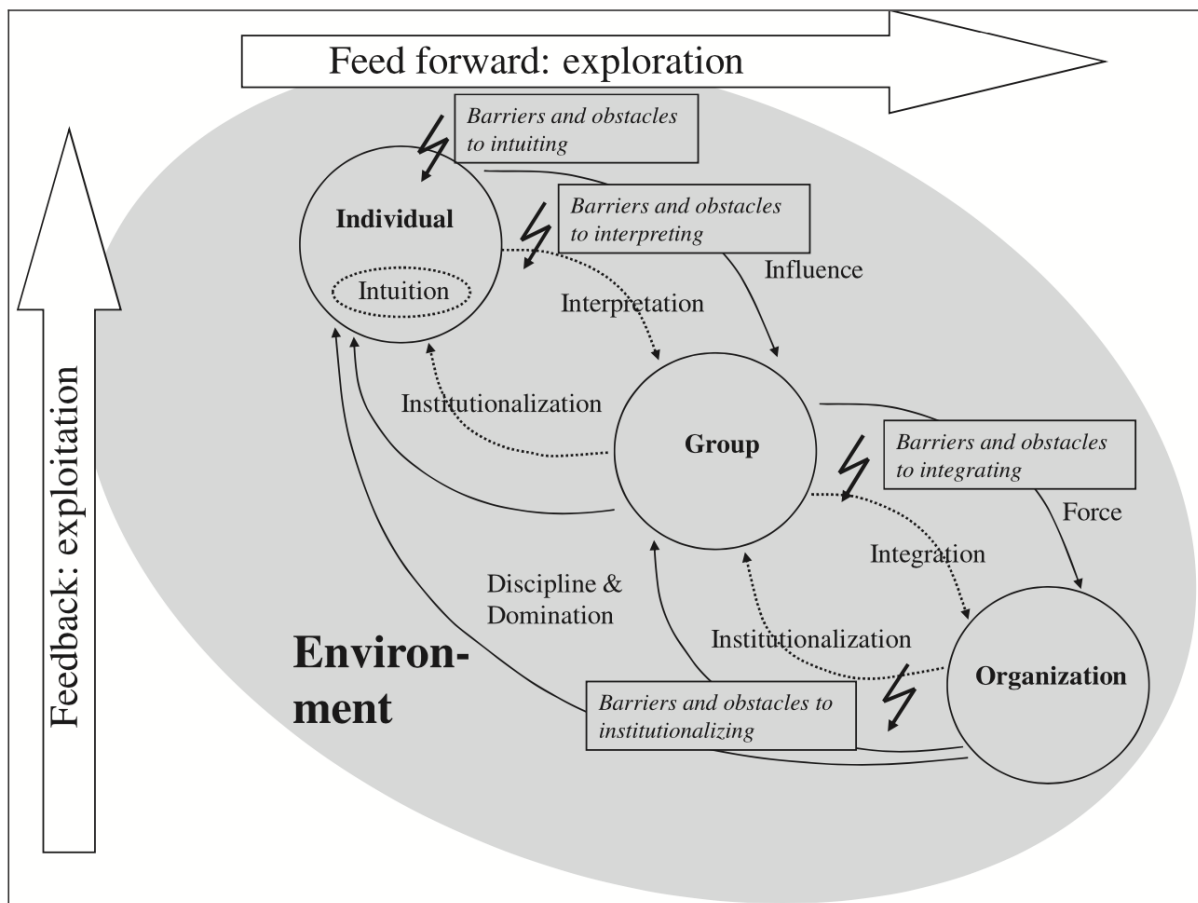 Feed forward: exploration
Barriers and obstacles
to intuiting
Individual
Barriers and obstacles
to interpreting
Intuition
Influence
Interpretation
Institutionalization
Group
Barriers and obstacles
to integrating
Force
Integration
Discipline &
Domination
Institutionalization
Environ-
ment
Organization
Barriers and obstacles to
institutionalizing
Feedback: exploitation